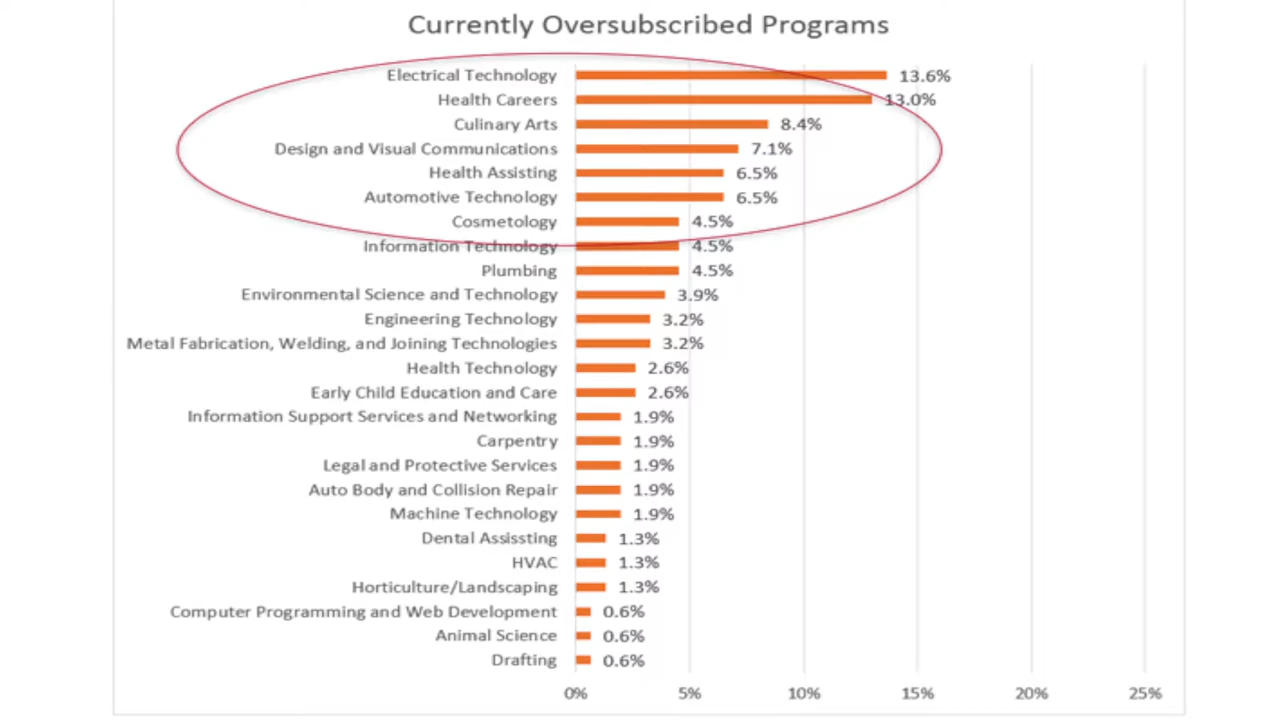 Currently Oversubscribed Programs
Electrical Technology 13.6%
Health Careers 13.0%
Culinary Arts 8.4%
Design and Visual Communications 7.1%
Health Assisting 6.5%
Automotive Technology 6.5%
Cosmetology 4.5%
Information Technology 4.5%
Plumbing 4.5%
Environmental Science and Technology 3.9%
Engineering Technology 3.2%
Metal Fabrication, Welding, and Joining Technologies 3.2%
Health Technology 2.6%
Early Child Education and Care 2.6%
Information Support Services and Networking 1.9%
Carpentry 1.9%
Legal and Protective Services 1.9%
Auto Body and Collision Repair 1.9%
Machine Technology 1.9%
Dental Assissting 1.3%
HVAC 1.3%
Horticulture/Landscaping 1.3%
Computer Programming and Web Development 0.6%
Animal Science 0.6%
Drafting 0.6%
0% 5% 10% 15% 20% 25%